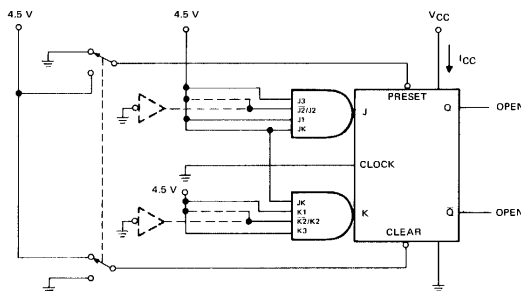 4.5 V
4.5 V
VCC
ICC
PRESET
J3
J2/J2
J1
JK
J
Q
OPEN
CLOCK
4.5 V
JK
K1
K2/K2
K3
K
Q̅
OPEN
CLEAR